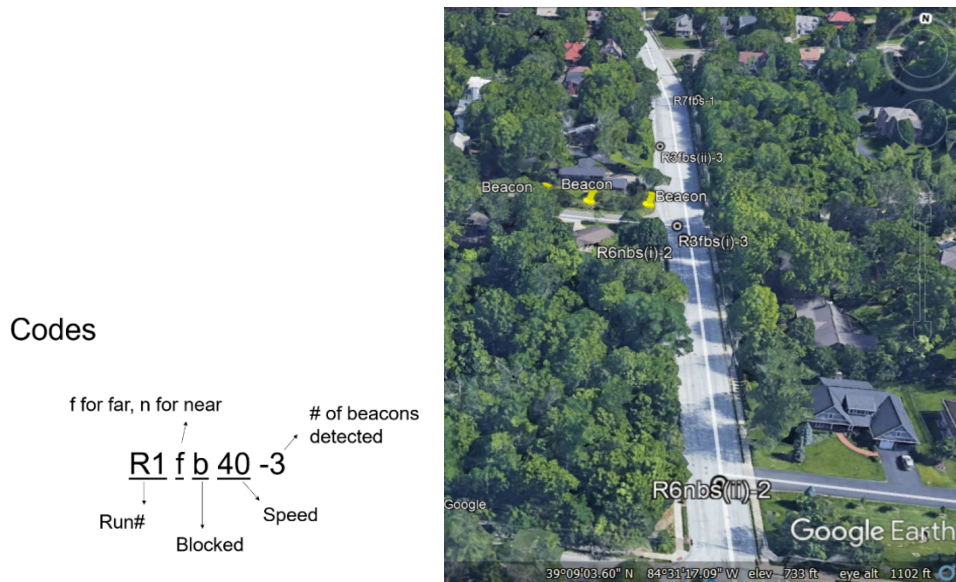 Codes
f for far, n for near
# of beacons
detected
R1 f b 40 -3
Run#
Speed
Blocked
N
R7fbs-1
R3fbs(ii)-3
Beacon
Beacon
Beacon
R3fbs(i)-3
R6nbs(i)-2
R6nbs(ii)-2
Google
Google Earth
39°09'03.60" N 84°31'17.09" W elev 733 ft eye alt 1102 ft